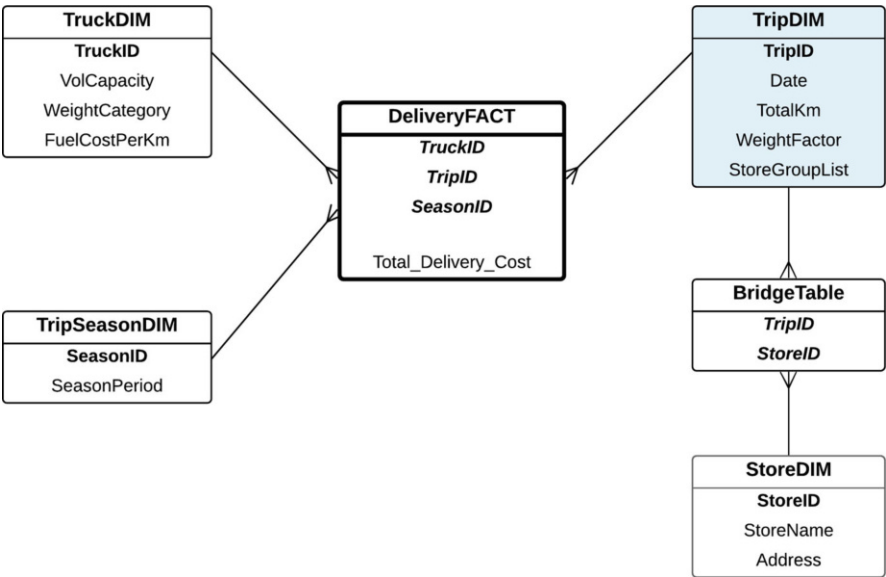 TruckDIM
TruckID
VolCapacity
WeightCategory
FuelCostPerKm
TripSeasonDIM
SeasonID
SeasonPeriod
DeliveryFACT
TruckID
TripID
SeasonID
Total_Delivery_Cost
TripDIM
TripID
Date
TotalKm
WeightFactor
StoreGroupList
BridgeTable
TripID
StoreID
StoreDIM
StoreID
StoreName
Address